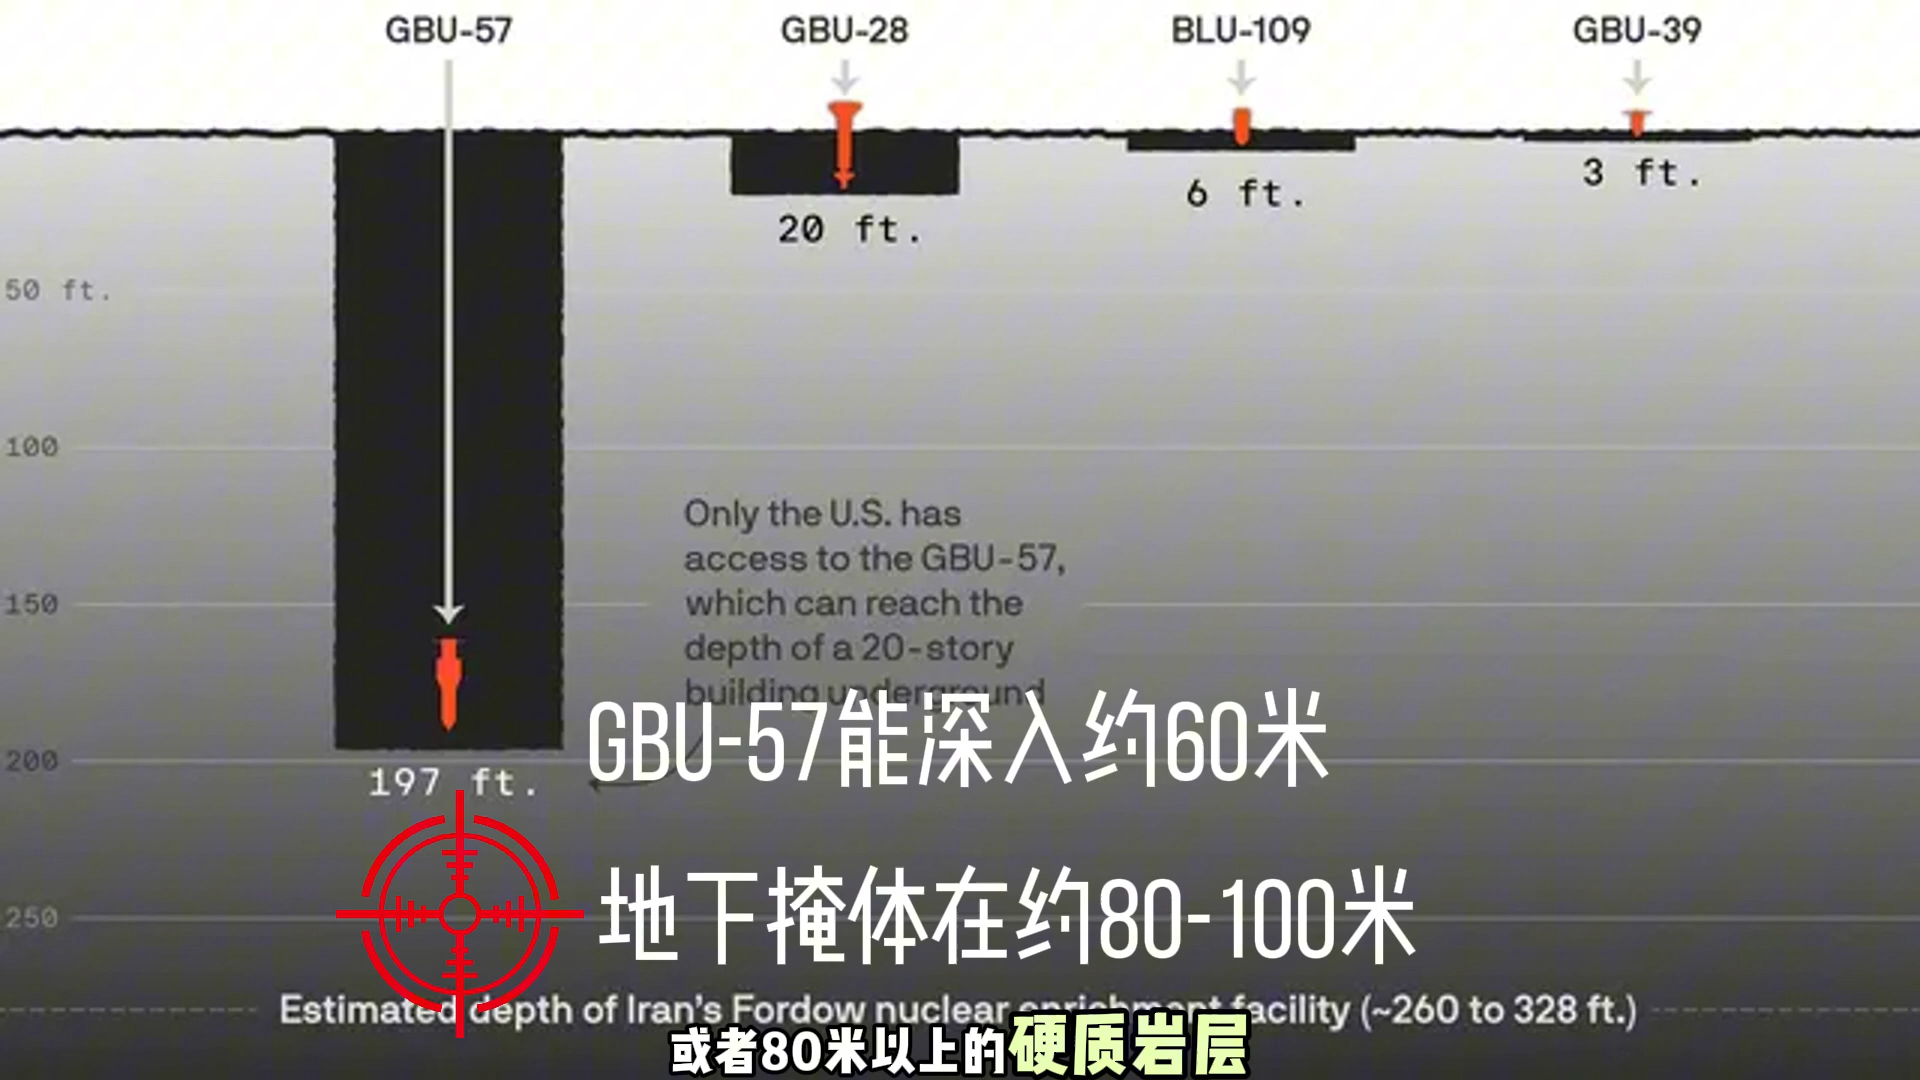 GBU-57
GBU-28
BLU-109
GBU-39
3 ft.
6 ft.
20 ft.
50 ft.
100
Only the U.S. has
access to the GBU-57,
which can reach the
150
depth of a 20-story
building underground
GBU-57能深入约60米
200
197 ft.
地下掩体在约80-100米
250
Estimated depth of Iran's Fordow nuclear enrichment facility (~260 to 328 ft.)
或者80米以上的硬质岩层